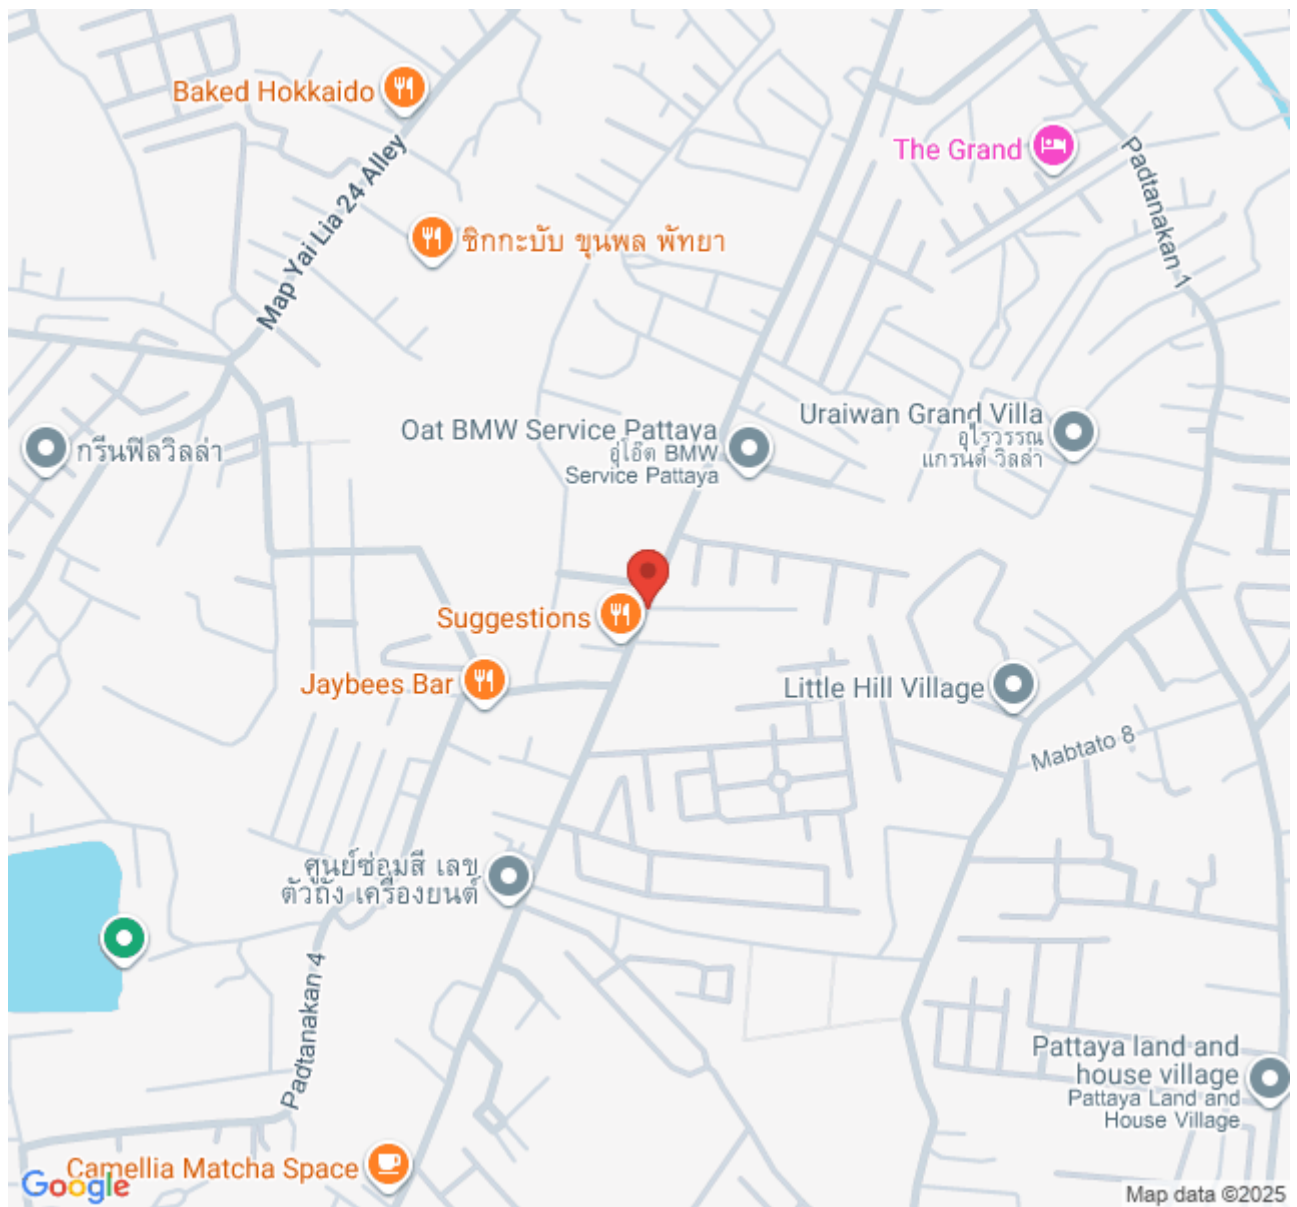 Baked Hokkaido
The Grand
Map Yai Lia 24 Alley
Padtanakan 1
ชิกกะบับ ขุนพล พัทยา
Oat BMW Service Pattaya
อู่โอ๊ต BMW
Service Pattaya
Uraiwan Grand Villa
อุไรวรรณ
แกรนด์ วิลล่า
กรีนฟิลวิลล่า
Suggestions
Jaybees Bar
Little Hill Village
Mabtato 8
ศูนย์ซ่อมสี เลข
ตัวถัง เครื่องยนต์
Padtanakan 4
Pattaya land and
house village
Pattaya Land and
House Village
Camellia Matcha Space
Google
Map data ©2025